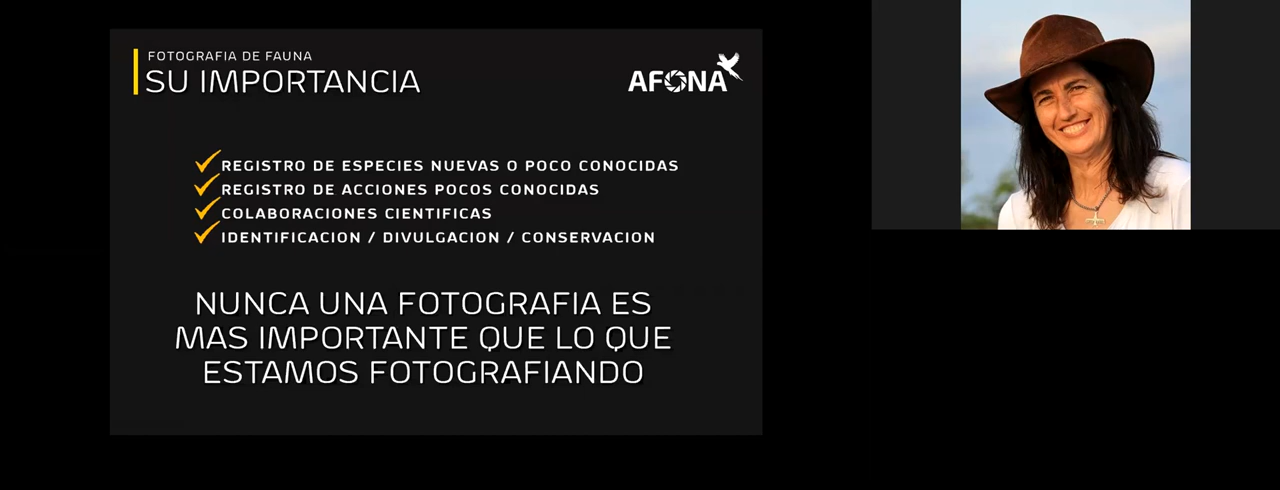 FOTOGRAFIA DE FAUNA
SU IMPORTANCIA
AFONA
REGISTRO DE ESPECIES NUEVAS O POCO CONOCIDAS
REGISTRO DE ACCIONES POCOS CONOCIDAS
COLABORACIONES CIENTIFICAS
IDENTIFICACION / DIVULGACION / CONSERVACION
NUNCA UNA FOTOGRAFIA ES
MAS IMPORTANTE QUE LO QUE
ESTAMOS FOTOGRAFIANDO